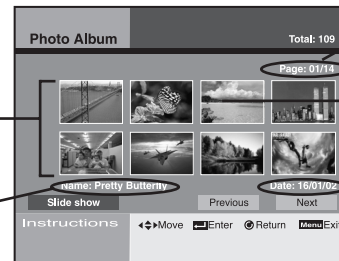 Photo Album Total: 109
Page: 01/14
Name: Pretty Butterfly Date: 16/01/02
Slide show Previous Next
Instructions Move Enter Return Menu Exit